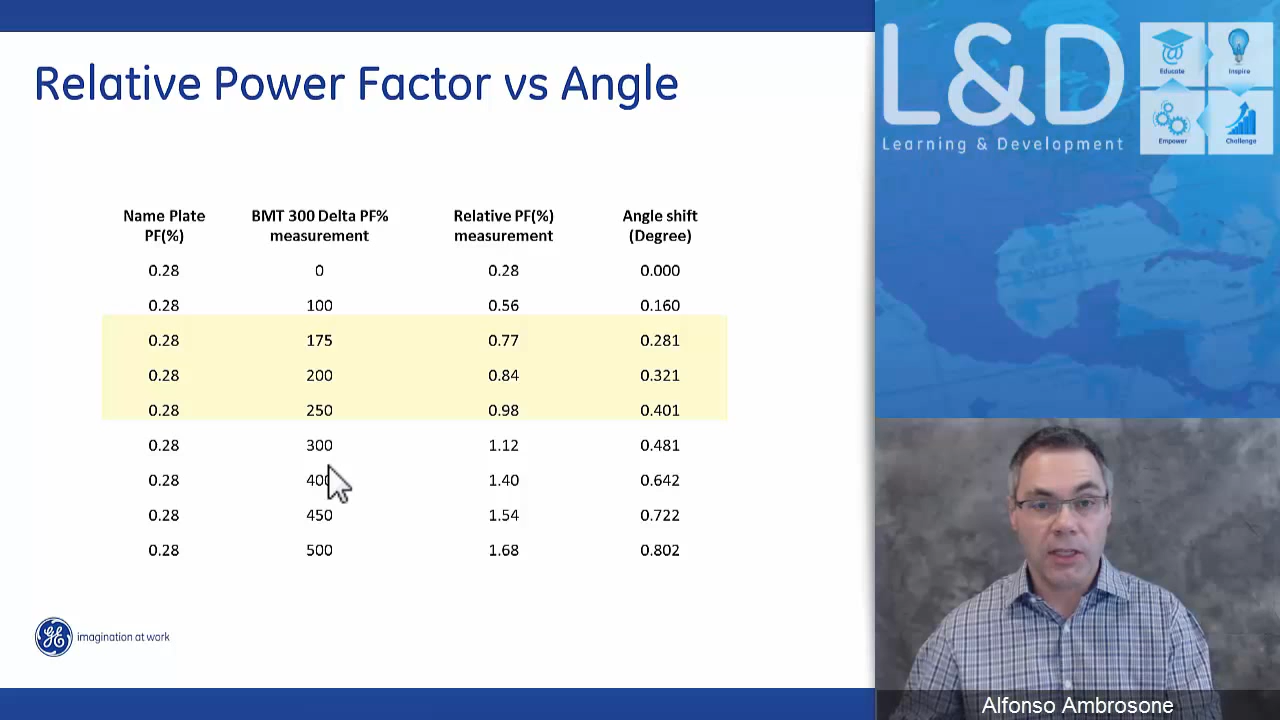 Relative Power Factor vs Angle
Name Plate PF(%) BMT 300 Delta PF% measurement Relative PF(%) measurement Angle shift (Degree)
0.28 0 0.28 0.000
0.28 100 0.56 0.160
0.28 175 0.77 0.281
0.28 200 0.84 0.321
0.28 250 0.98 0.401
0.28 300 1.12 0.481
0.28 400 1.40 0.642
0.28 450 1.54 0.722
0.28 500 1.68 0.802
GE imagination at work
L&D
Learning & Development
Educate
Inspire
Empower
Challenge
Alfonso Ambrosone